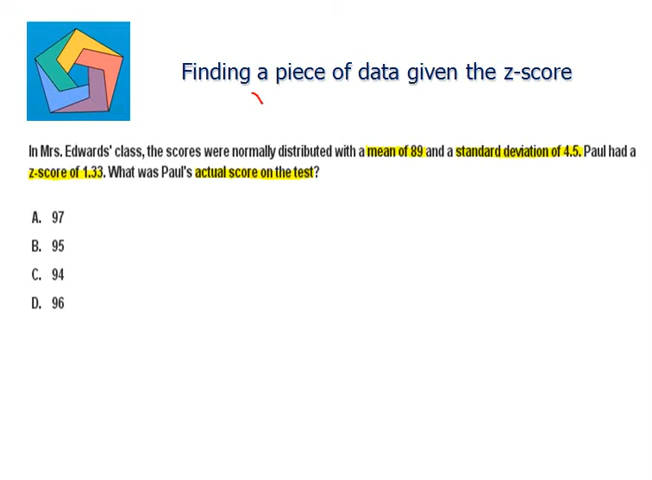 Finding a piece of data given the z-score
In Mrs. Edwards' class, the scores were normally distributed with a mean of 89 and a standard deviation of 4.5. Paul had a
z-score of 1.33. What was Paul's actual score on the test?
A. 97
B. 95
C. 94
D. 96